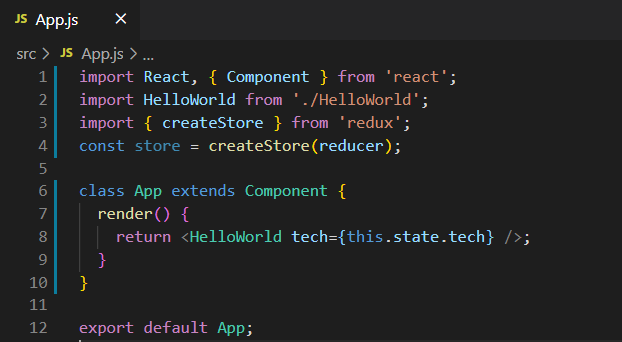 JS App.js ×
src > JS App.js > ...
1 import React, { Component } from 'react';
2 import HelloWorld from './HelloWorld';
3 import { createStore } from 'redux';
4 const store = createStore(reducer);
5
6 class App extends Component {
7   render() {
8     return <HelloWorld tech={this.state.tech} />;
9   }
10 }
11
12 export default App;